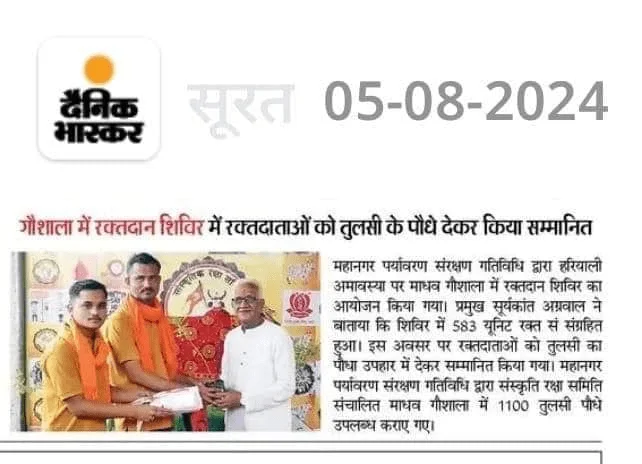 दैनिक
भास्कर
सूरत 05-08-2024
गौशाला में रक्तदान शिविर में रक्तदाताओं को तुलसी के पौधे देकर किया सम्मानित
महानगर पर्यावरण संरक्षण गतिविधि द्वारा हरियाली
अमावस्या पर माधव गौशाला में रक्तदान शिविर का
आयोजन किया गया। प्रमुख सूर्यकांत अग्रवाल ने
बाताया कि शिविर में 583 यूनिट रक्त सं संग्रहित
हुआ। इस अवसर पर रक्तदाताओं को तुलसी का
पौधा उपहार में देकर सम्मानित किया गया। महानगर
पर्यावरण संरक्षण गतिविधि द्वारा संस्कृति रक्षा समिति
संचालित माधव गौशाला में 1100 तुलसी पौधे
उपलब्ध कराए गए।